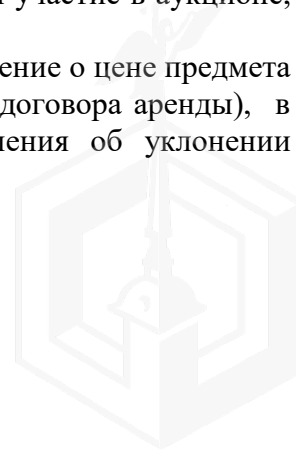 участие в аукционе,
ение о цене предмета
договора аренды), в
ения об уклонении